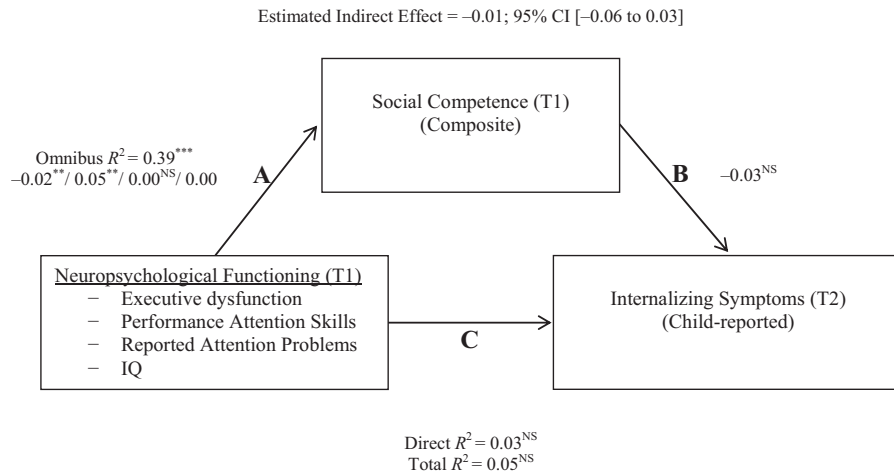 Estimated Indirect Effect = –0.01; 95% CI [–0.06 to 0.03]
Social Competence (T1)
(Composite)
Omnibus R² = 0.39***
–0.02**/ 0.05**/ 0.00NS/ 0.00
A
B
–0.03NS
Neuropsychological Functioning (T1)
– Executive dysfunction
– Performance Attention Skills
– Reported Attention Problems
– IQ
C
Internalizing Symptoms (T2)
(Child-reported)
Direct R² = 0.03NS
Total R² = 0.05NS